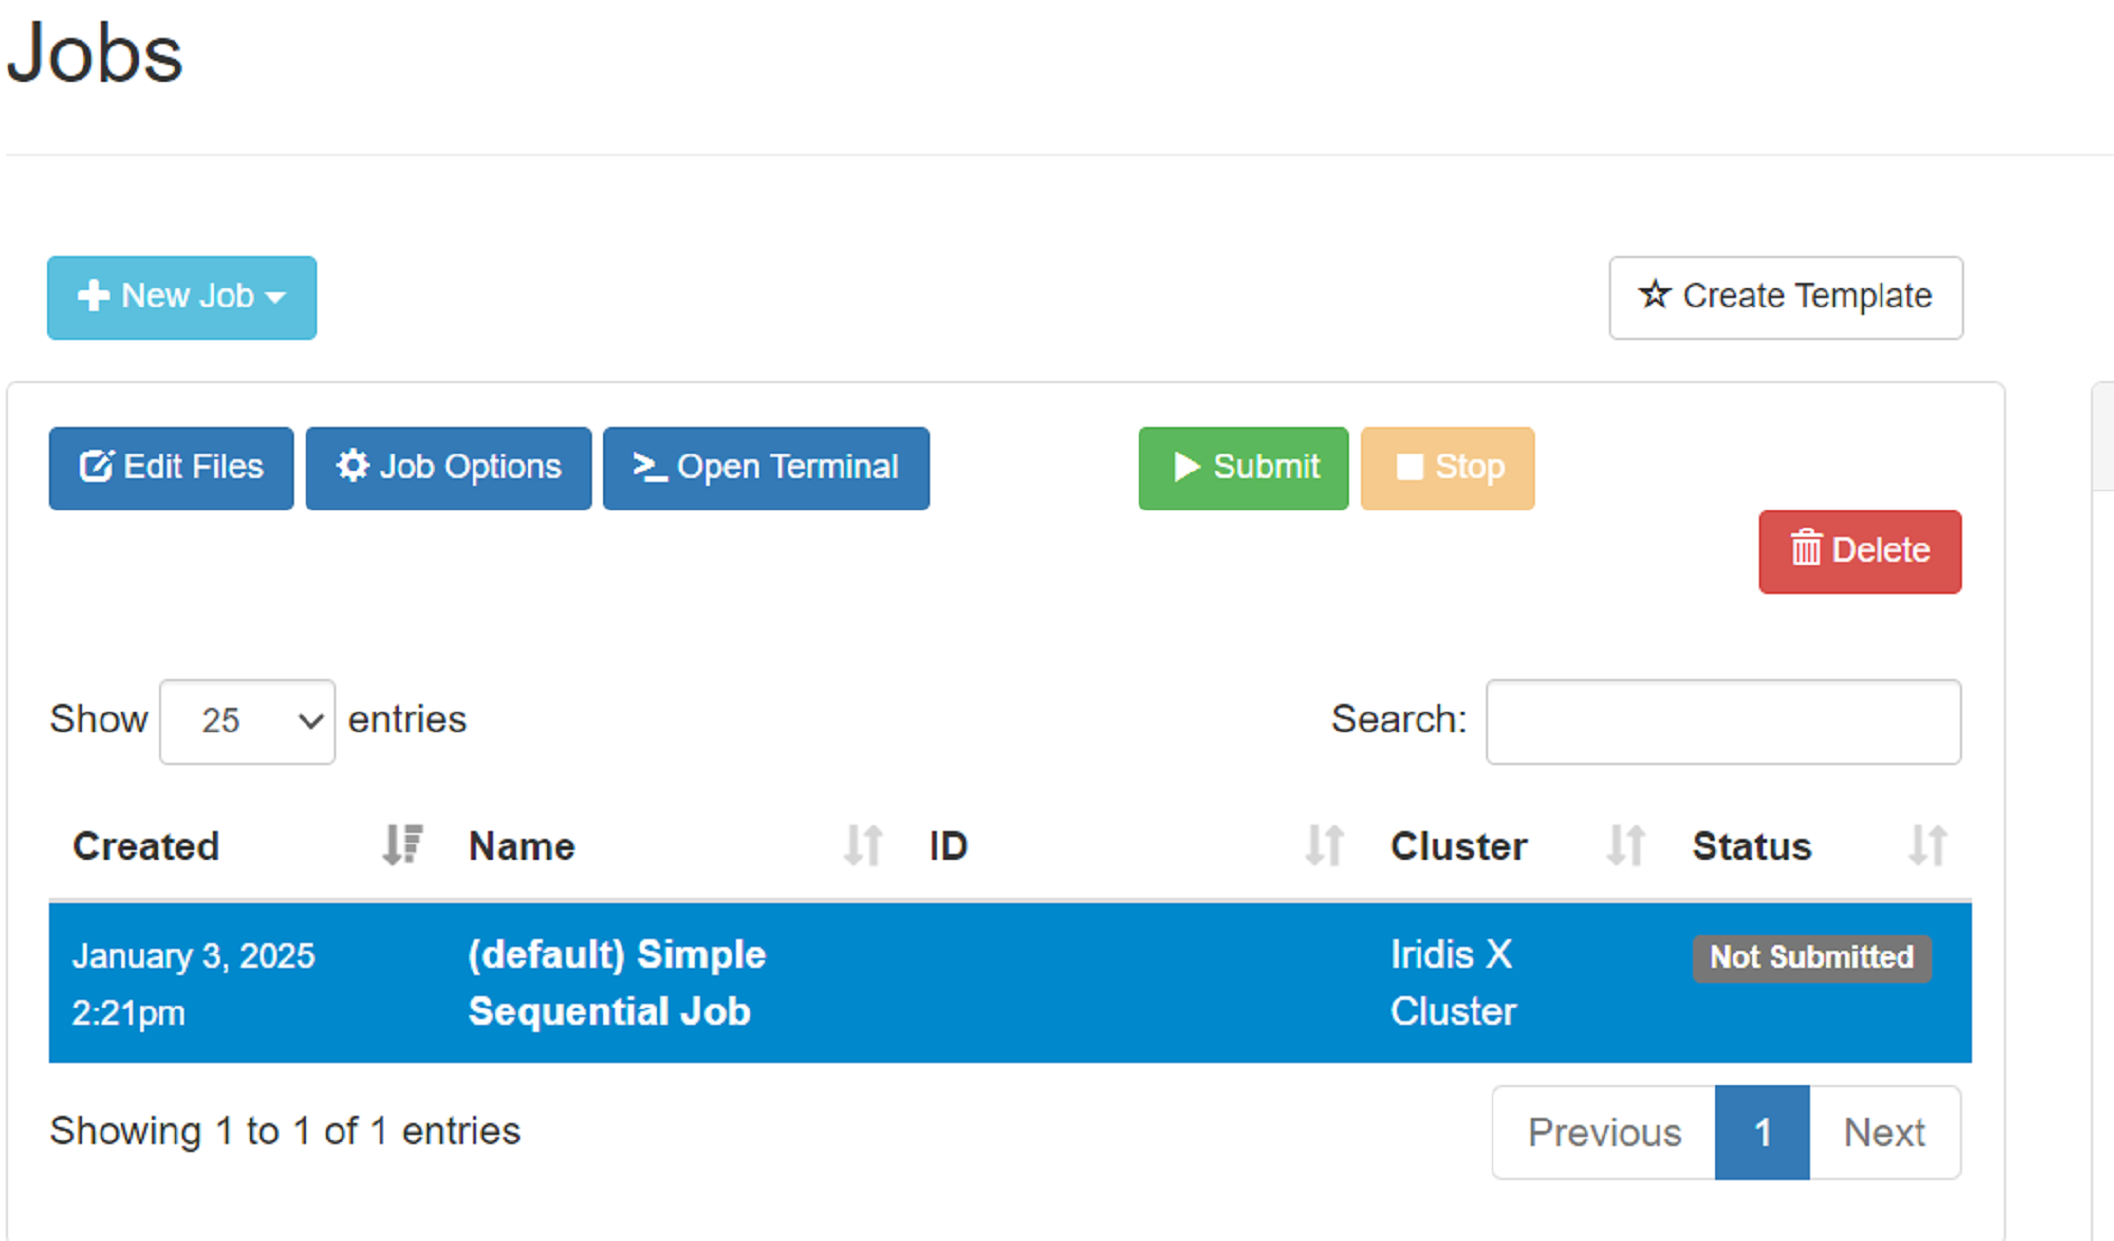 Jobs
New Job
Create Template
Edit Files Job Options Open Terminal Submit Stop
Delete
Show 25 entries Search:
Created Name ID Cluster Status
January 3, 2025 (default) Simple Iridis X Not Submitted
2:21pm Sequential Job Cluster
Showing 1 to 1 of 1 entries Previous 1 Next